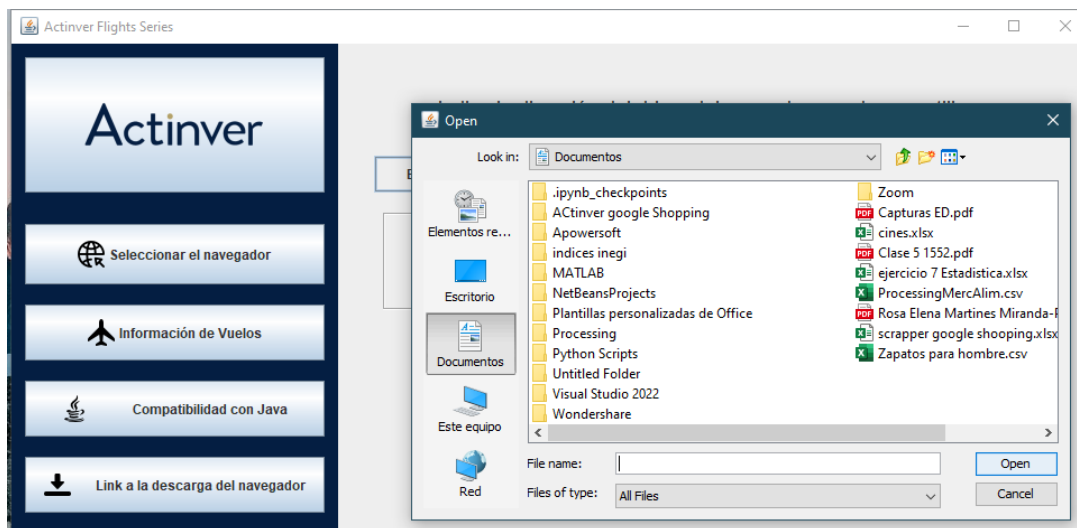 Actinver Flights Series
Actinver
Seleccionar el navegador
Información de Vuelos
Compatibilidad con Java
Link a la descarga del navegador
Open
Look in:
Documentos
Elementos re...
Escritorio
Documentos
Este equipo
Red
.ipynb_checkpoints
ACtinver google Shopping
Apowersoft
indices inegi
MATLAB
NetBeansProjects
Plantillas personalizadas de Office
Processing
Python Scripts
Untitled Folder
Visual Studio 2022
Wondershare
Zoom
Capturas ED.pdf
cines.xlsx
Clase 5 1552.pdf
ejercicio 7 Estadistica.xlsx
ProcessingMercAlim.csv
Rosa Elena Martines Miranda-
scrapper google shooping.xlsx
Zapatos para hombre.csv
File name:
Open
Files of type:
All Files
Cancel